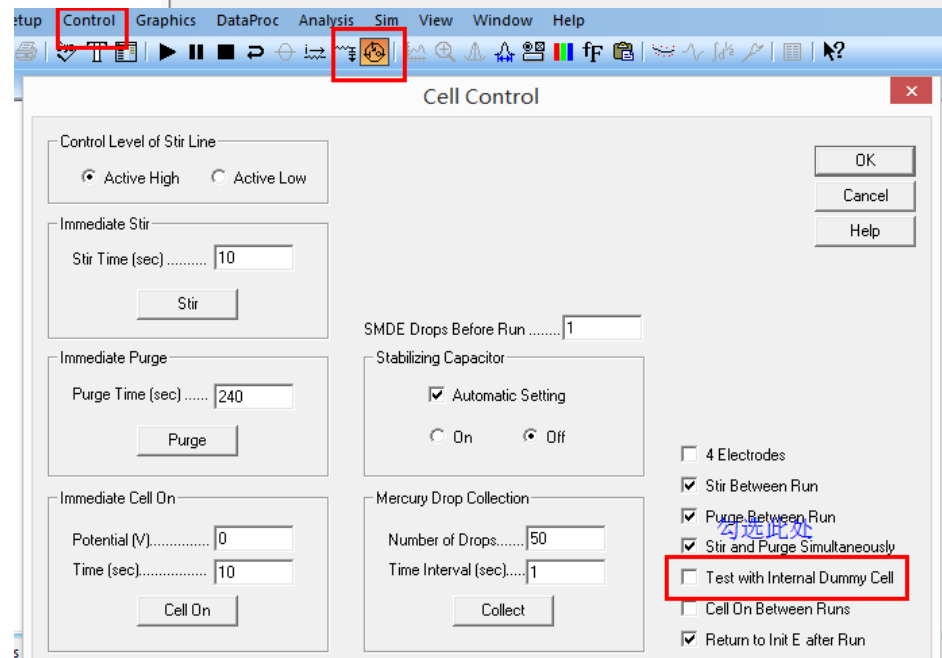 etup Control Graphics DataProc Analysis Sim View Window Help
Cell Control
Control Level of Stir Line
Active High Active Low
OK
Cancel
Help
Immediate Stir
Stir Time (sec) .......... 10
Stir
SMDE Drops Before Run ........ 1
Immediate Purge
Purge Time (sec) ...... 240
Purge
Stabilizing Capacitor
Automatic Setting
On Off
Immediate Cell On
Potential (V).............. 0
Time (sec)................. 10
Cell On
Mercury Drop Collection
Number of Drops....... 50
Time Interval (sec)..... 1
Collect
4 Electrodes
Stir Between Run
Purge Between Run
勾选此处
Stir and Purge Simultaneously
Test with Internal Dummy Cell
Cell On Between Runs
Return to Init E after Run